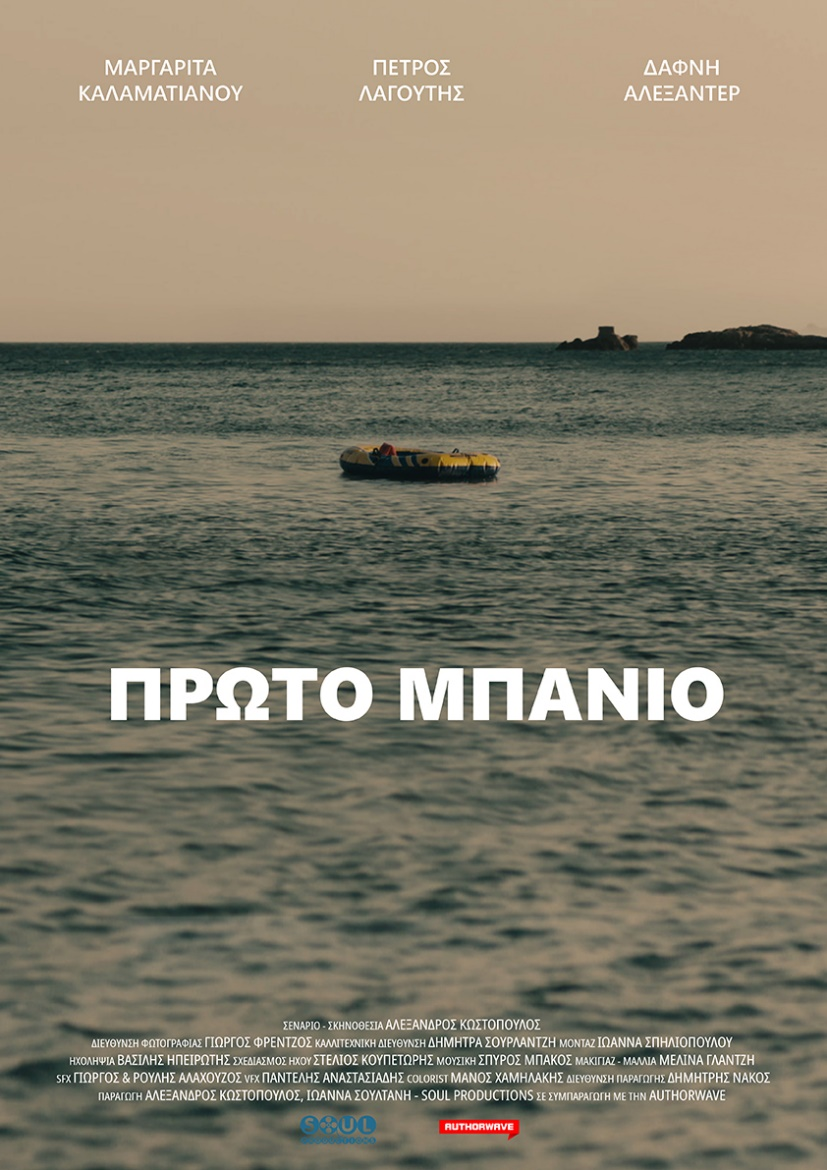 ΜΑΡΓΑΡΙΤΑ
ΚΑΛΑΜΑΤΙΑΝΟΥ
ΠΕΤΡΟΣ
ΛΑΓΟΥΤΗΣ
ΔΑΦΝΗ
ΑΛΕΞΑΝΤΕΡ
ΠΡΩΤΟ ΜΠΑΝΙΟ
ΣΕΝΑΡΙΟ - ΣΚΗΝΟΘΕΣΙΑ ΑΛΕΞΑΝΔΡΟΣ ΚΩΣΤΟΠΟΥΛΟΣ
ΔΙΕΥΘΥΝΣΗ ΦΩΤΟΓΡΑΦΙΑΣ ΓΙΩΡΓΟΣ ΦΡΕΝΤΖΟΣ ΚΑΛΛΙΤΕΧΝΙΚΗ ΔΙΕΥΘΥΝΣΗ ΔΗΜΗΤΡΑ ΣΟΥΡΛΑΝΤΖΗ ΜΟΝΤΑΖ ΙΩΑΝΝΑ ΣΠΗΛΙΟΠΟΥΛΟΥ
ΗΧΟΛΗΨΙΑ ΒΑΣΙΛΗΣ ΗΠΕΙΡΩΤΗΣ ΣΧΕΔΙΑΣΜΟΣ ΗΧΟΥ ΣΤΕΛΙΟΣ ΚΟΥΠΕΤΩΡΗΣ ΜΟΥΣΙΚΗ ΣΠΥΡΟΣ ΜΠΑΚΟΣ ΜΑΚΙΓΙΑΖ - ΜΑΛΛΙΑ ΜΕΛΙΝΑ ΓΛΑΝΤΖΗ
SFX ΓΙΩΡΓΟΣ & ΡΟΥΛΗΣ ΑΛΑΧΟΥΖΟΣ VFX ΠΑΝΤΕΛΗΣ ΑΝΑΣΤΑΣΙΑΔΗΣ COLORIST ΜΑΝΟΣ ΧΑΜΗΛΑΚΗΣ ΔΙΕΥΘΥΝΣΗ ΠΑΡΑΓΩΓΗΣ ΔΗΜΗΤΡΗΣ ΝΑΚΟΣ
ΠΑΡΑΓΩΓΗ ΑΛΕΞΑΝΔΡΟΣ ΚΩΣΤΟΠΟΥΛΟΣ, ΙΩΑΝΝΑ ΣΟΥΛΤΑΝΗ - SOUL PRODUCTIONS ΣΕ ΣΥΜΠΑΡΑΓΩΓΗ ΜΕ ΤΗΝ AUTHORWAVE
SOUL
AUTHORWAVE